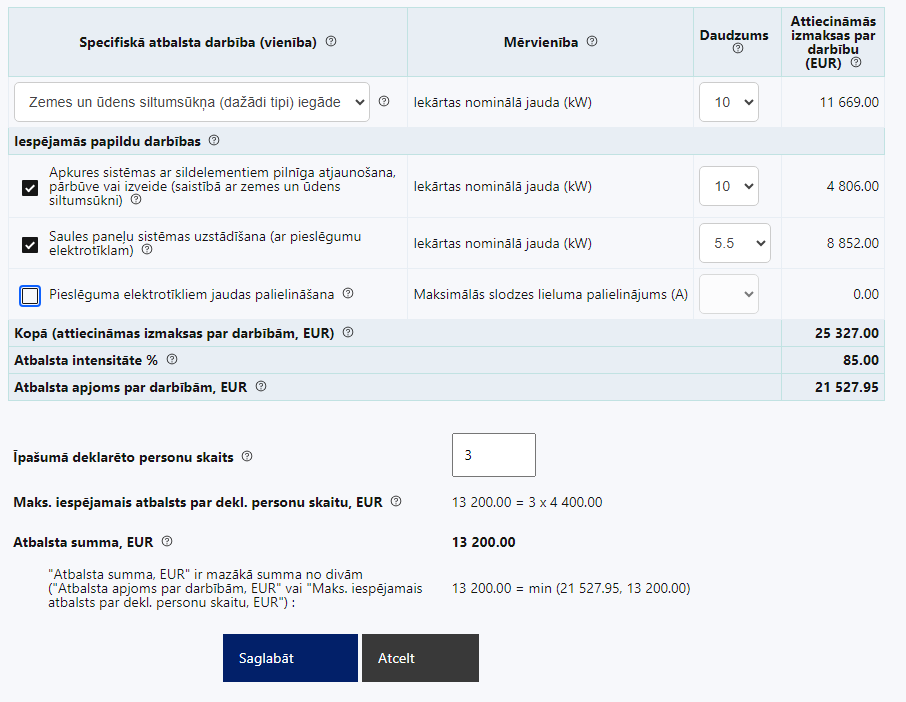 Specifiskā atbalsta darbība (vienība)
Mērvienība
Daudzums
Attiecināmās
izmaksas par
darbību
(EUR)
Zemes un ūdens siltumsūkņa (dažādi tipi) iegāde
Iekārtas nominālā jauda (kW)
10
11 669.00
Iespējamās papildu darbības
Apkures sistēmas ar sildelementiem pilnīga atjaunošana,
pārbūve vai izveide (saistībā ar zemes un ūdens
siltumsūkni)
Iekārtas nominālā jauda (kW)
10
4 806.00
Saules paneļu sistēmas uzstādīšana (ar pieslēgumu
elektrotīklam)
Iekārtas nominālā jauda (kW)
5.5
8 852.00
Pieslēguma elektrotīkliem jaudas palielināšana
Maksimālās slodzes lieluma palielinājums (A)
0.00
Kopā (attiecināmas izmaksas par darbībām, EUR)
25 327.00
Atbalsta intensitāte %
85.00
Atbalsta apjoms par darbībām, EUR
21 527.95
Īpašumā deklarēto personu skaits
3
Maks. iespējamais atbalsts par dekl. personu skaitu, EUR
13 200.00 = 3 x 4 400.00
Atbalsta summa, EUR
13 200.00
"Atbalsta summa, EUR" ir mazākā summa no divām
("Atbalsta apjoms par darbībām, EUR" vai "Maks. iespējamais
atbalsts par dekl. personu skaitu, EUR") :
13 200.00 = min (21 527.95, 13 200.00)
Saglabāt
Atcelt